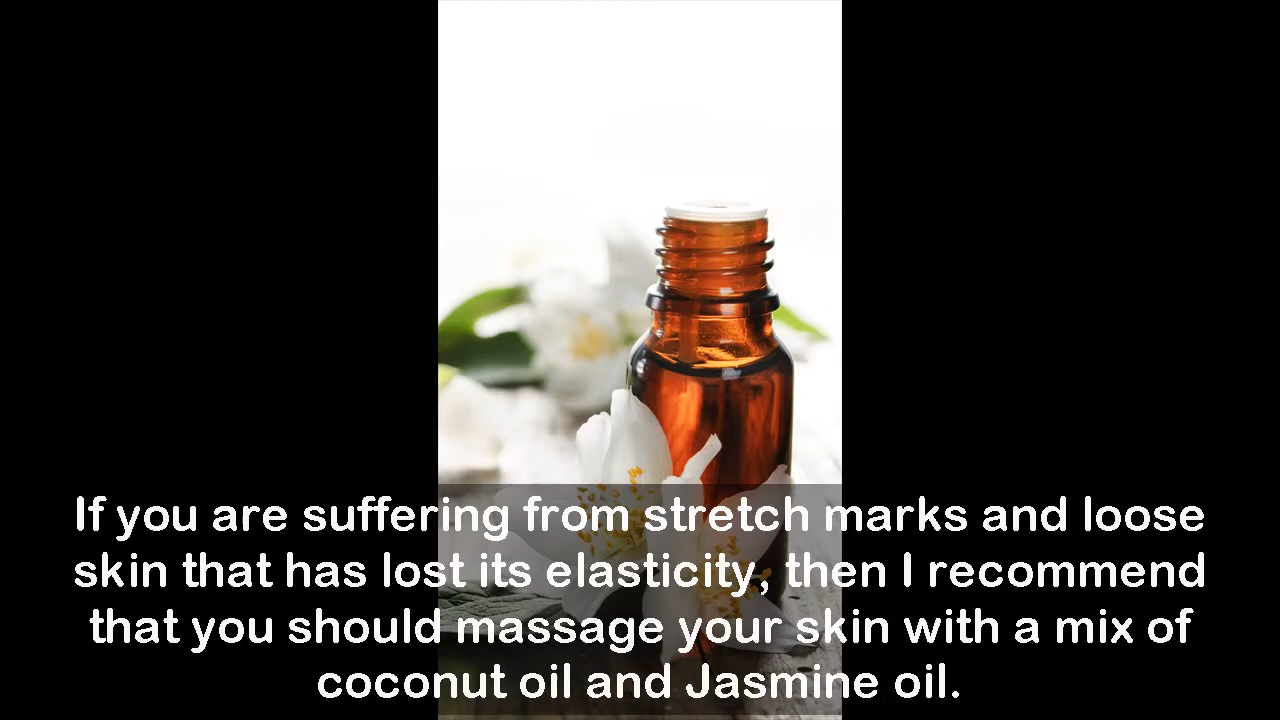 If you are suffering from stretch marks and loose
skin that has lost its elasticity, then I recommend
that you should massage your skin with a mix of
coconut oil and Jasmine oil.